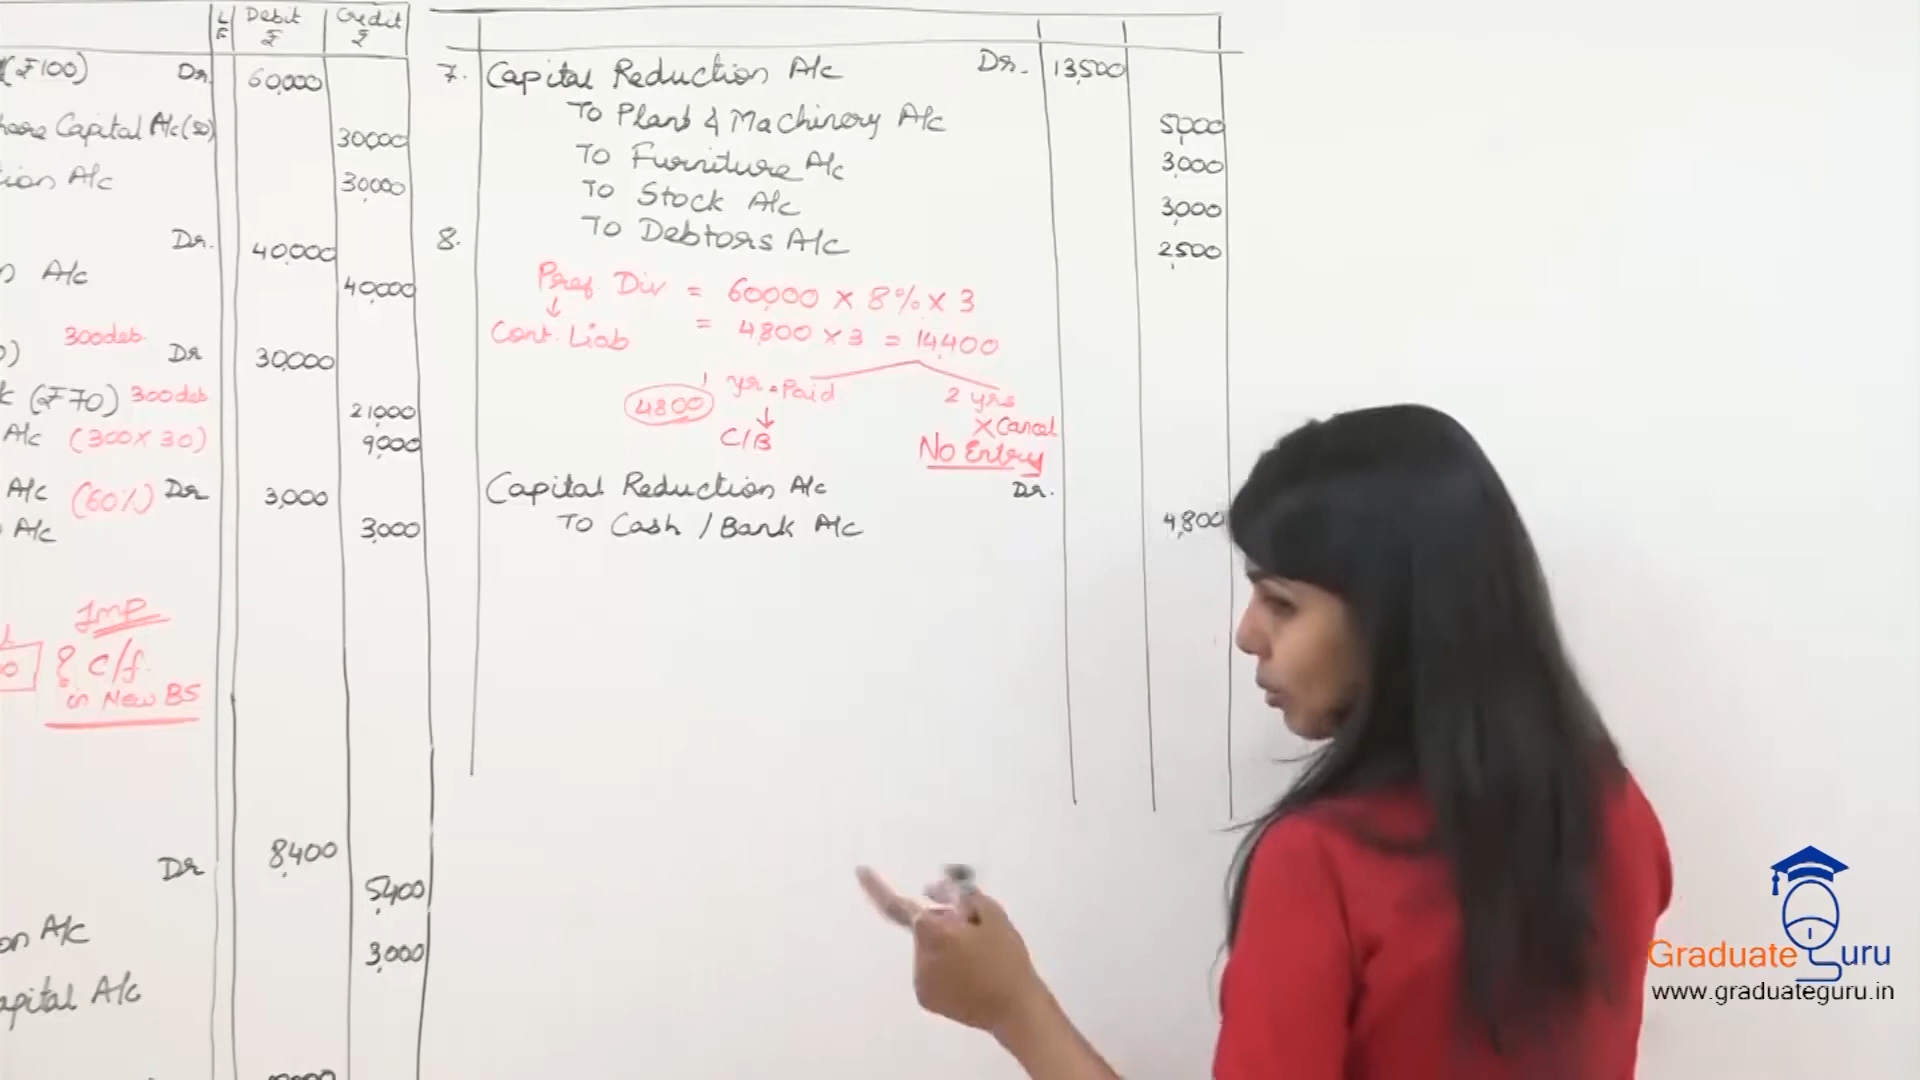 L F Debit ₹ Credit ₹
(₹100) Dr. 60,000
hare Capital A/c (50) 30,000
tion A/c 30,000
Dr. 40,000
n A/c 40,000
0) 300deb. Dr 30,000
k (₹70) 300deb 21,000
A/c (300 x 30) 9,000
A/c (60%) Dr 3,000
A/c 3,000
Imp
C/f.
in New BS
Dr 8,400
5,400
on A/c 3,000
apital A/c
7. Capital Reduction A/c Dr. 13,500
To Plant & Machinery A/c 5,000
To Furniture A/c 3,000
To Stock A/c 3,000
8. To Debtors A/c 2,500
Pref Div = 60,000 x 8% x 3
↓
Cont. Liab = 4,800 x 3 = 14,400
4800 1 yr. Paid 2 yrs
↓ X Cancel
C/B No Entry
Capital Reduction A/c Dr.
To Cash / Bank A/c 4,800
Graduate Guru
www.graduateguru.in